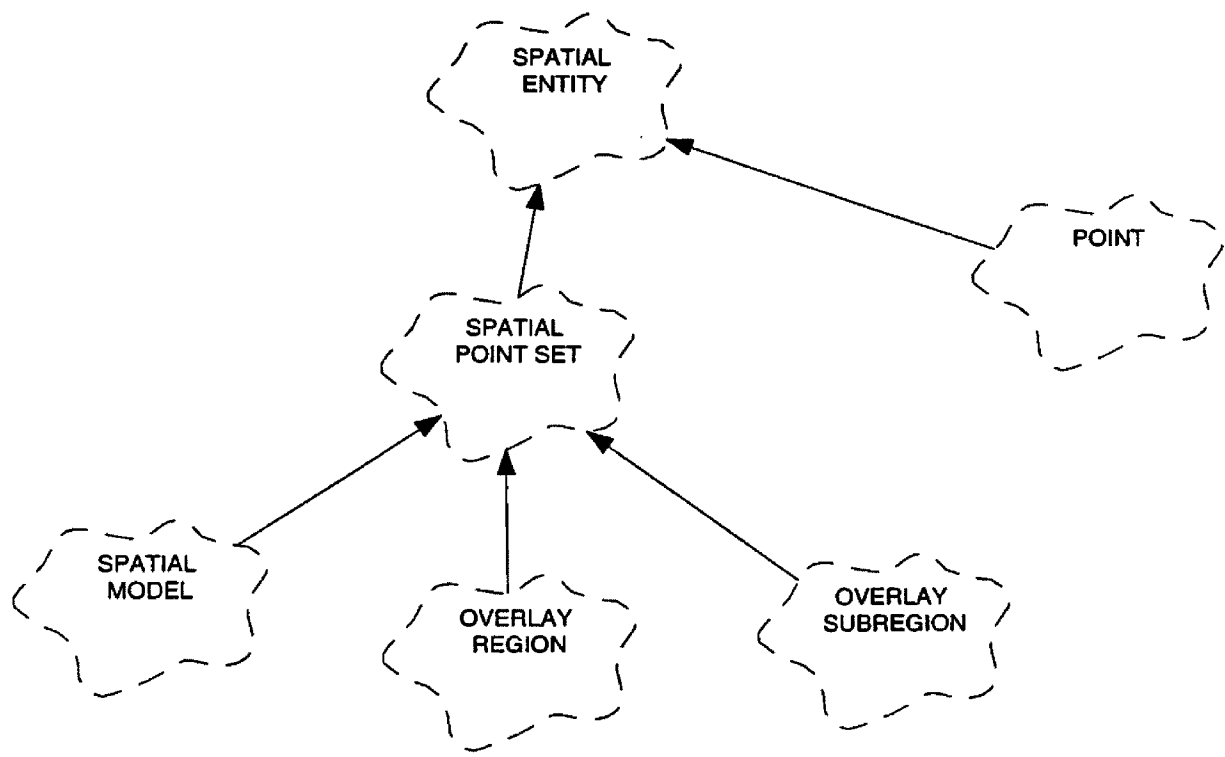 SPATIAL
ENTITY
POINT
SPATIAL
POINT SET
SPATIAL
MODEL
OVERLAY
REGION
OVERLAY
SUBREGION